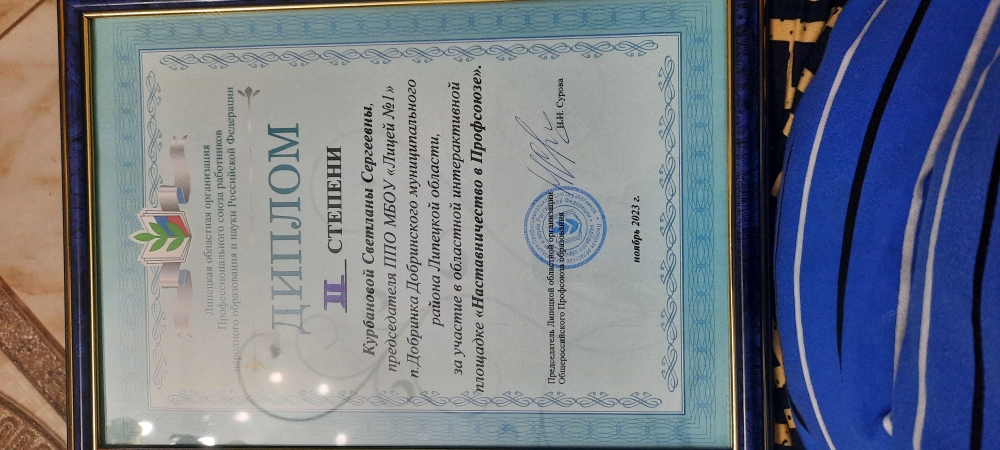 Липецкая областная организация
Профессионального союза работников
народного образования и науки Российской Федерации
ДИПЛОМ
II СТЕПЕНИ
Курбановой Светланы Сергеевны,
председателя ППО МБОУ «Лицей №1»
п.Добринка Добринского муниципального
района Липецкой области,
за участие в областной интерактивной
площадке «Наставничество в Профсоюзе».
Председатель Липецкой областной организации
Общероссийского Профсоюза образования В.Н. Сурова
ноябрь 2023 г.